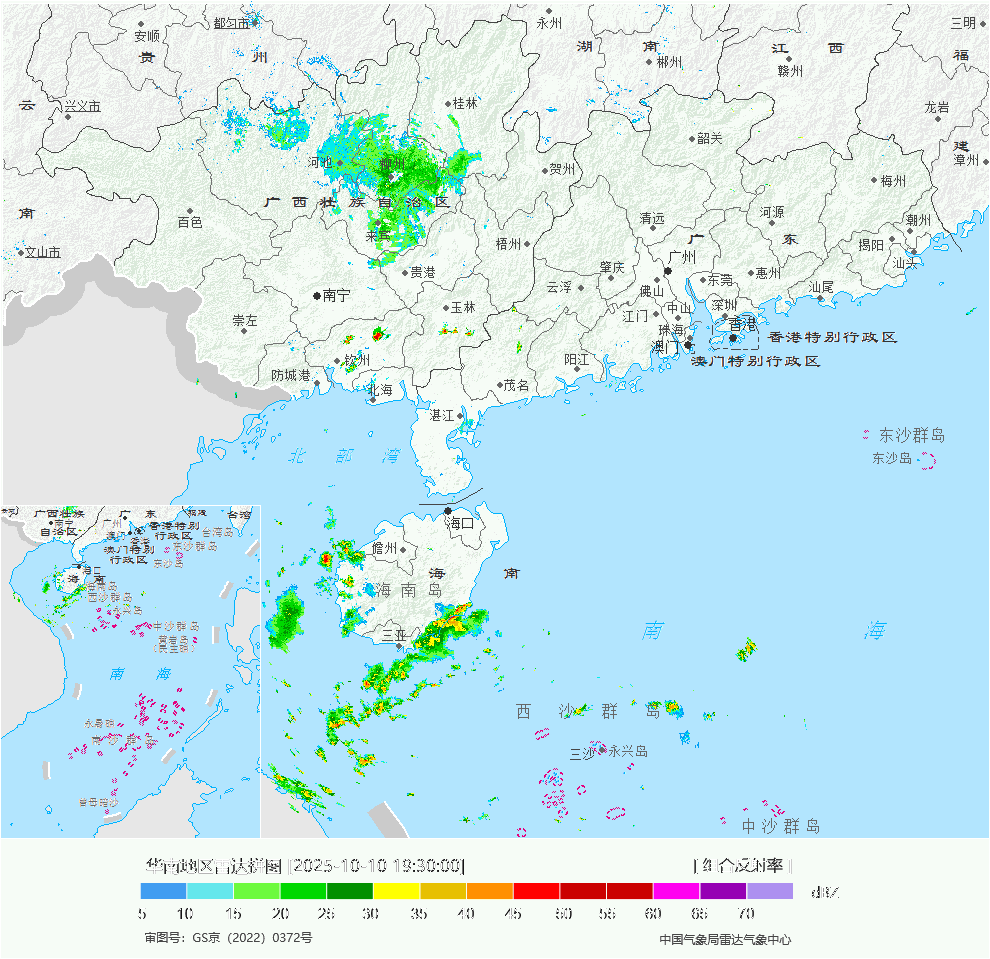 永州
三明
都匀市
安顺
贵
州
湖
南
江
西
福
郴州
赣州
云
兴义市
桂林
龙岩
韶关
建
河池
柳州
漳州
贺州
梅州
广西壮族自治区
南
百色
清远
河源
朝州
来宾
梧州
广
东
揭阳
汕头
文山市
贵港
肇庆
广州
惠州
南宁
云浮
佛山
东莞
汕尾
玉林
江门
中山
深圳
崇左
珠海
香港
香港特别行政区
澳门
澳门特别行政区
钦州
阳江
防城港
北海
茂名
湛江
东沙群岛
东沙岛
北部湾
海口
儋州
海
南
海南岛
三亚
南
海
西沙群岛
三沙
永兴岛
中沙群岛
广西壮族
自治区
南宁
广
东
福建
台湾
广州
香港特别
行政区
澳门
香港
澳门特别
行政区
台湾岛
东沙群岛
东沙岛
海口
海
南
海南岛
西沙群岛
永兴岛
中沙群岛
黄岩岛
南
海
永暑礁
南沙群岛
曾母暗沙
华南地区雷达拼图 [2025-10-10 19:30:00]
[组合反射率]
dBZ
5 10 15 20 25 30 35 40 45 50 55 60 65 70
审图号：GS京（2022）0372号
中国气象局雷达气象中心